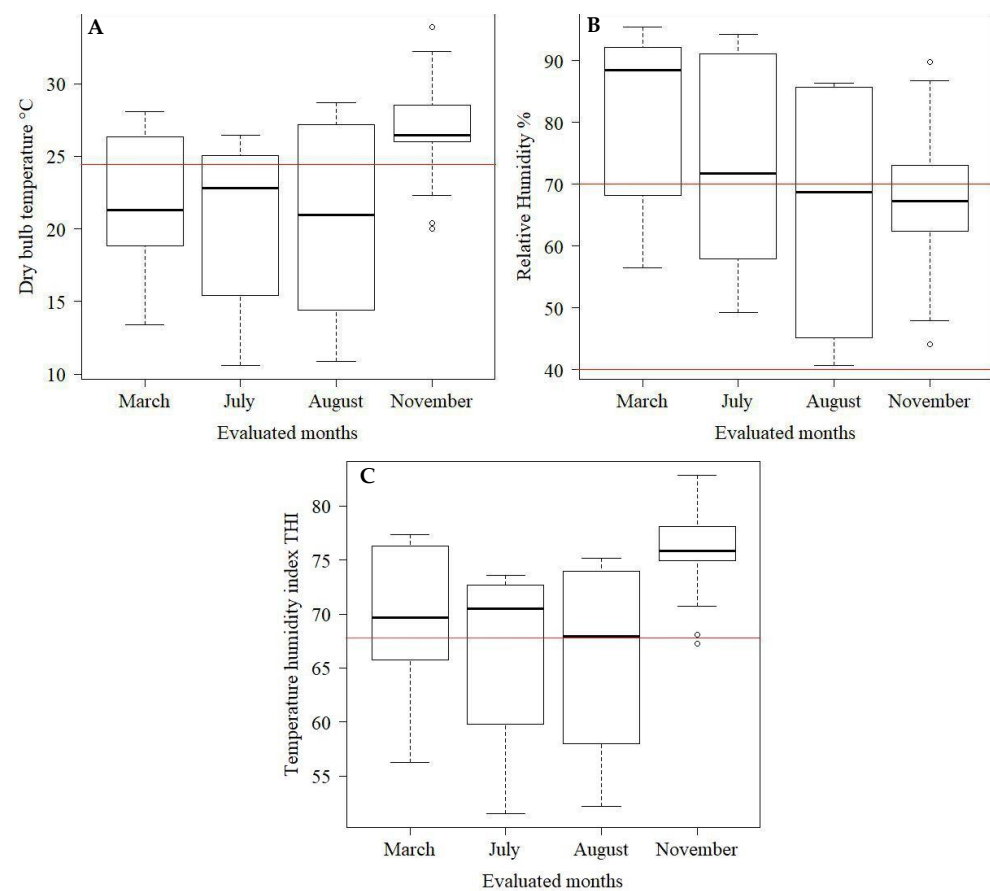 A
Dry bulb temperature °C
30
25
20
15
10
March July August November
Evaluated months
B
Relative Humidity %
90
80
70
60
50
40
March July August November
Evaluated months
C
Temperature humidity index THI
80
75
70
65
60
55
March July August November
Evaluated months